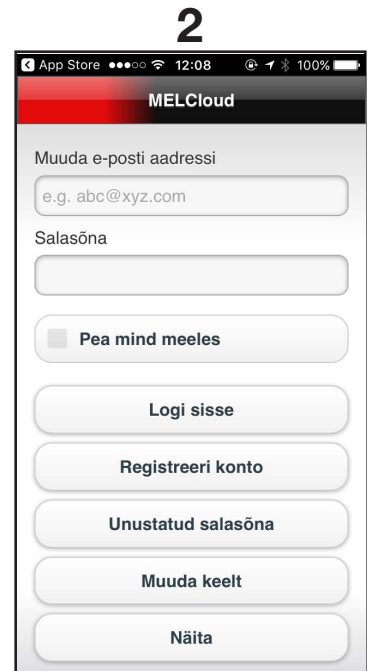 2
App Store 12:08 100%
MELCloud
Muuda e-posti aadressi
e.g. abc@xyz.com
Salasõna
Pea mind meeles
Logi sisse
Registreeri konto
Unustatud salasõna
Muuda keelt
Näita